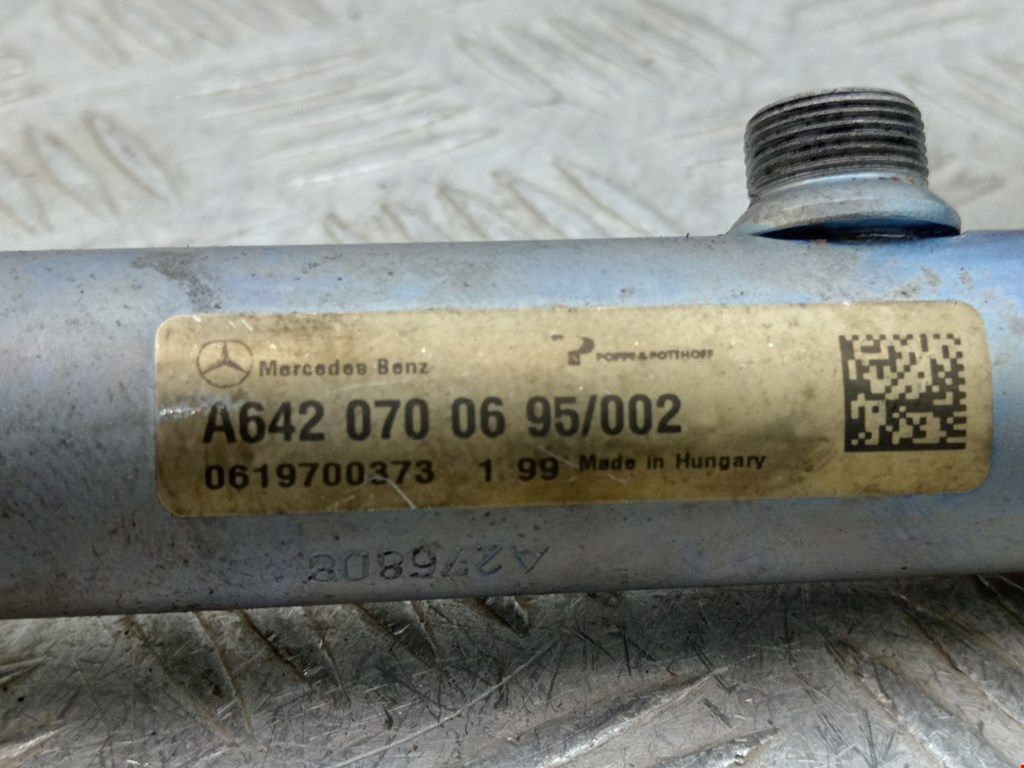 Mercedes Benz
POPPE & POTTHOFF
A642 070 06 95/002
0619700373 1 99 Made in Hungary
A276808